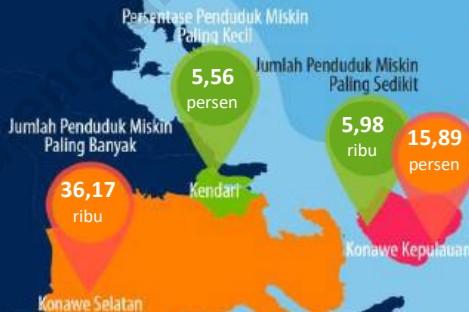 Persentase Penduduk Miskin
Paling Kecil
5,56
persen
Kendari
Jumlah Penduduk Miskin
Paling Sedikit
5,98
ribu
15,89
persen
Konawe Kepulauan
Jumlah Penduduk Miskin
Paling Banyak
36,17
ribu
Konawe Selatan